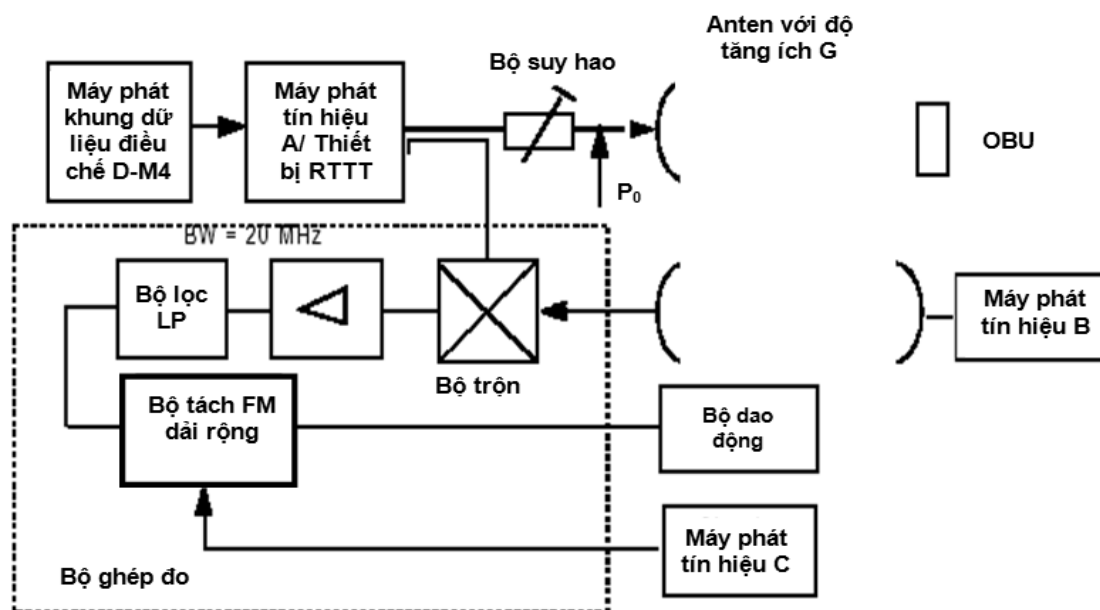 Anten với độ
tăng ích G
Bộ suy hao
Máy phát
khung dữ
liệu điều
chế D-M4
Máy phát
tín hiệu
A/ Thiết
bị RTTT
OBU
P₀
BW = 20 MHz
Bộ lọc
LP
Bộ trộn
Máy phát
tín hiệu B
Bộ tách FM
dải rộng
Bộ dao
động
Máy phát
tín hiệu C
Bộ ghép đo